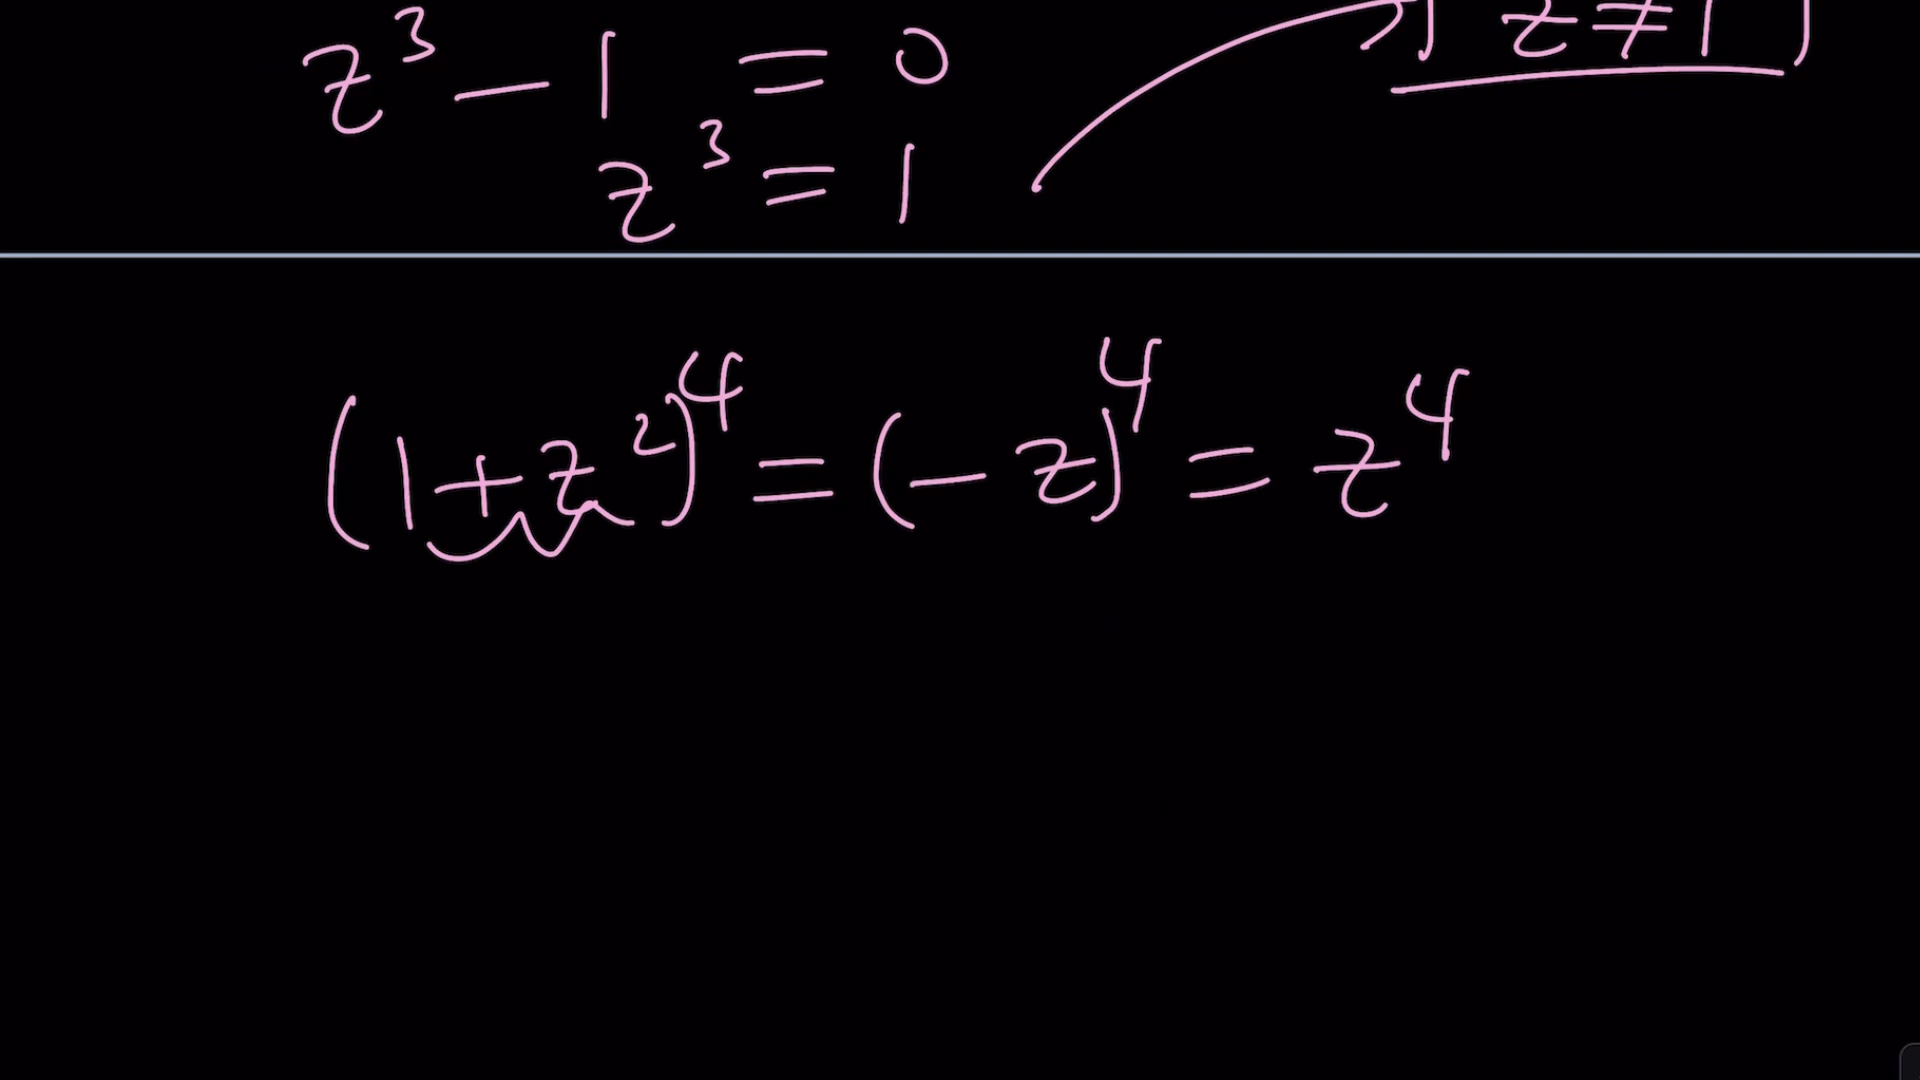 z³ − 1 = 0
z ≠ 1
z³ = 1
(1+z²)⁴ = (−z)⁴ = z⁴